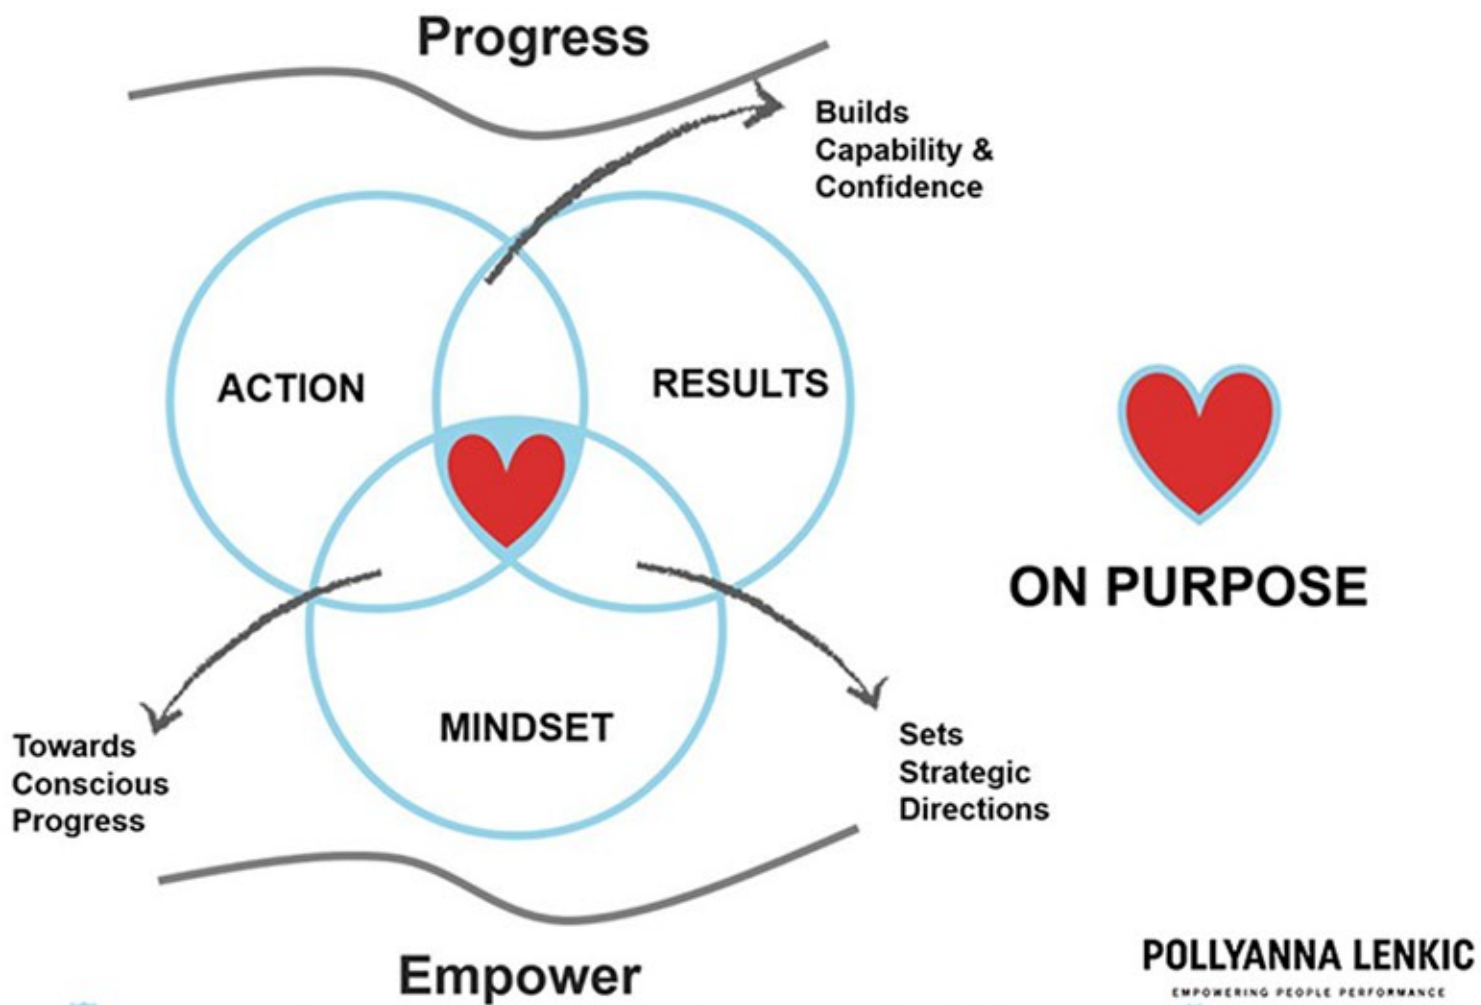 Progress
Builds
Capability &
Confidence
ACTION
RESULTS
ON PURPOSE
MINDSET
Towards
Conscious
Progress
Sets
Strategic
Directions
Empower
POLLYANNA LENKIC
EMPOWERING PEOPLE PERFORMANCE